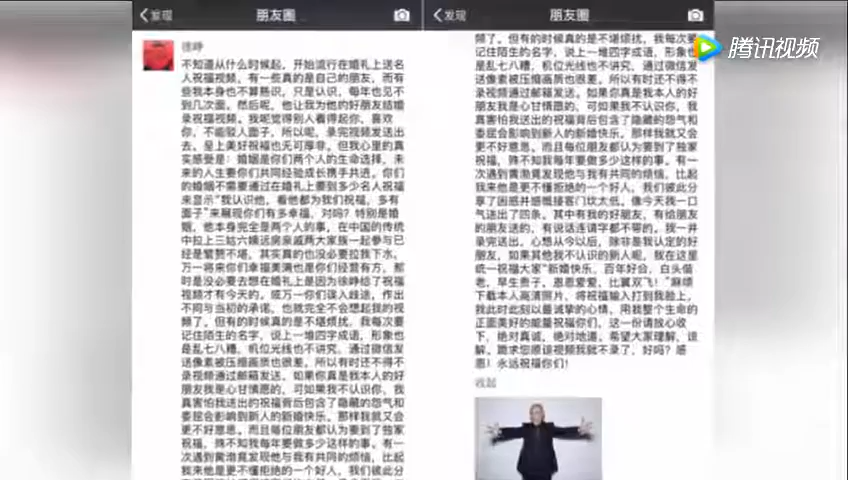 发现
朋友圈
徐峥
不知道从什么时候起，开始流行在婚礼上送名
人祝福视频，有一些真的是自己的朋友，而有
些我本身也不算熟识，只是认识，每年也见不
到几次面。然后呢，他让我为他的好朋友结婚
录祝福视频。我呢觉得别人看得起你，喜欢
你，不能驳人面子，所以呢，录完视频发送出
去。呈上美好祝福也无可厚非。但我心里的真
实感受是：婚姻是你们两个人的生命选择，未
来的人生要你们共同经验成长携手共进。你们
的婚姻不需要通过在婚礼上要到多少名人祝福
来显示“我认识他，看他都为我们祝福，多有
面子”来展现你们有多幸福，对吗？特别是婚
姻，他本身完全是两个人的事，在中国的传统
中拉上三姑六姨远房亲戚两大家族一起参与已
经是繁赘不堪。其实真的也没必要拉我下水。
万一将来你们幸福美满也是你们经营有方，那
时是没必要去想在婚礼上是因为徐峥给了祝福
视频才有今天的。或万一你们误入歧途，作出
不同与当初的承诺，也就完全不会想起我的视
频了。但有的时候真的是不堪烦扰，我每次要
记住陌生的名字，说上一堆四字成语，形象也
是乱七八糟，机位光线也不讲究。通过微信发
送像素被压缩画质也很差。所以有时还不得不
录视频通过邮箱发送。如果你真是我本人的好
朋友我是心甘情愿的，可如果我不认识你，我
真害怕我送出的祝福背后包含了隐藏的怨气和
委屈会影响到新人的新婚快乐。那样我就又会
更不好意思。而且每位朋友都认为要到了独家
祝福，殊不知我每年要做多少这样的事。有一
次遇到黄渤竟发现他与我有共同的烦恼，比起
我来他是更不懂拒绝的一个好人，我们彼此分
发现
朋友圈
频了。但有的时候真的是不堪烦扰，我每次要
记住陌生的名字，说上一堆四字成语，形象也
是乱七八糟，机位光线也不讲究。通过微信发
送像素被压缩画质也很差。所以有时还不得不
录视频通过邮箱发送。如果你真是我本人的好
朋友我是心甘情愿的，可如果我不认识你，我
真害怕我送出的祝福背后包含了隐藏的怨气和
委屈会影响到新人的新婚快乐。那样我就又会
更不好意思。而且每位朋友都认为要到了独家
祝福，殊不知我每年要做多少这样的事。有一
次遇到黄渤竟发现他与我有共同的烦恼，比起
我来他是更不懂拒绝的一个好人，我们彼此分
享了困惑并感慨接客门坎太低。像今天我一口
气送出了四条。其中有我的好朋友，有给朋友
的朋友送的，有说话连请字都不带的。我一并
录完送出。心想从今以后，除非是我认定的好
朋友，如果其他我不认识的新人呢，我在这里
统一祝福大家“新婚快乐，百年好合，白头偕
老，早生贵子，恩恩爱爱，比翼双飞！”麻烦
下载本人高清照片，将祝福输入打到我脸上，
我此时此刻以最诚挚的心情，用我整个生命的
正面美好的能量祝福你们，这一份请放心收
下，绝对真诚，绝对地道。希望大家理解，谅
解。跪求您原谅视频我就不录了，好吗？感
恩！永远祝福你们！
收起
腾讯视频